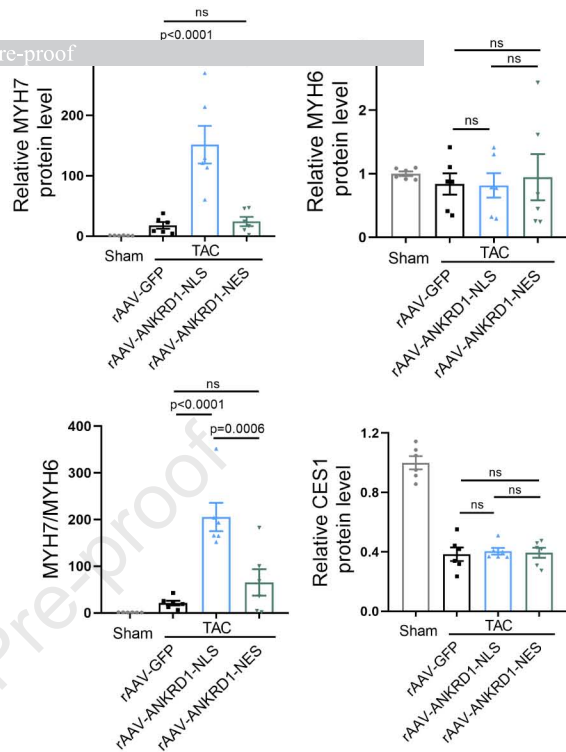 ns
p<0.0001
re-proof
Relative MYH7
protein level
200
100
0
Sham
TAC
rAAV-GFP
rAAV-ANKRD1-NLS
rAAV-ANKRD1-NES
ns
ns
ns
Relative MYH6
protein level
2
1
0
Sham
TAC
rAAV-GFP
rAAV-ANKRD1-NLS
rAAV-ANKRD1-NES
ns
p<0.0001
p=0.0006
MYH7/MYH6
400
300
200
100
0
Sham
TAC
rAAV-GFP
rAAV-ANKRD1-NLS
rAAV-ANKRD1-NES
ns
ns
ns
Relative CES1
protein level
1.2
0.8
0.4
0.0
Sham
TAC
rAAV-GFP
rAAV-ANKRD1-NLS
rAAV-ANKRD1-NES
Pre-proof